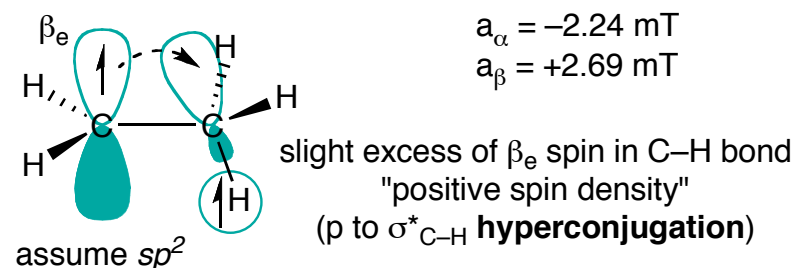 βe
H
H
H
C
C
H
H
H
assume sp²
aα = –2.24 mT
aβ = +2.69 mT
slight excess of βe spin in C–H bond
"positive spin density"
(p to σ*C–H hyperconjugation)